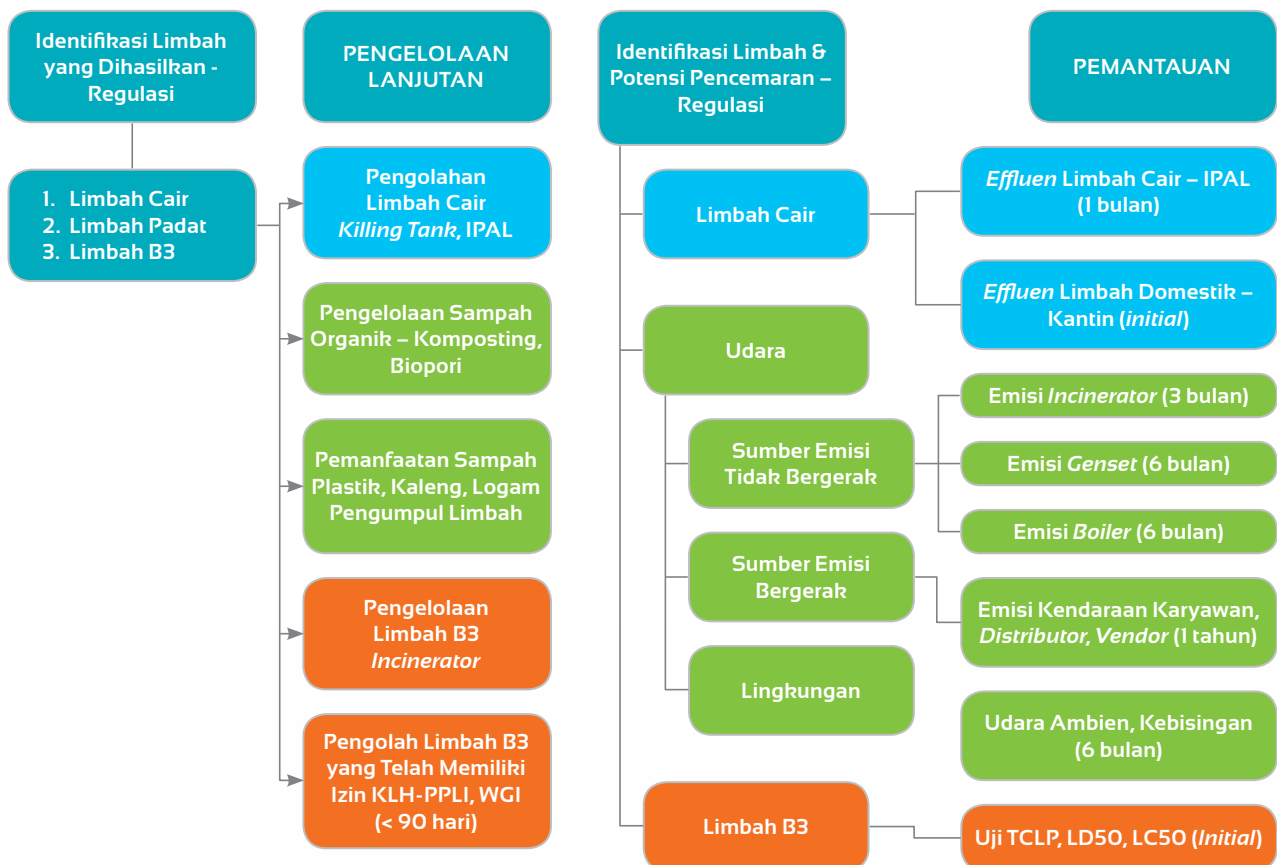 Identifikasi Limbah
yang Dihasilkan -
Regulasi
1. Limbah Cair
2. Limbah Padat
3. Limbah B3
PENGELOLAAN
LANJUTAN
Pengolahan
Limbah Cair
Killing Tank, IPAL
Pengelolaan Sampah
Organik – Komposting,
Biopori
Pemanfaatan Sampah
Plastik, Kaleng, Logam
Pengumpul Limbah
Pengelolaan
Limbah B3
Incinerator
Pengolah Limbah B3
yang Telah Memiliki
Izin KLH-PPLI, WGI
(< 90 hari)
Identifikasi Limbah &
Potensi Pencemaran –
Regulasi
Limbah Cair
Udara
Sumber Emisi
Tidak Bergerak
Sumber Emisi
Bergerak
Lingkungan
Limbah B3
PEMANTAUAN
Effluen Limbah Cair – IPAL
(1 bulan)
Effluen Limbah Domestik –
Kantin (initial)
Emisi Incinerator (3 bulan)
Emisi Genset (6 bulan)
Emisi Boiler (6 bulan)
Emisi Kendaraan Karyawan,
Distributor, Vendor (1 tahun)
Udara Ambien, Kebisingan
(6 bulan)
Uji TCLP, LD50, LC50 (Initial)